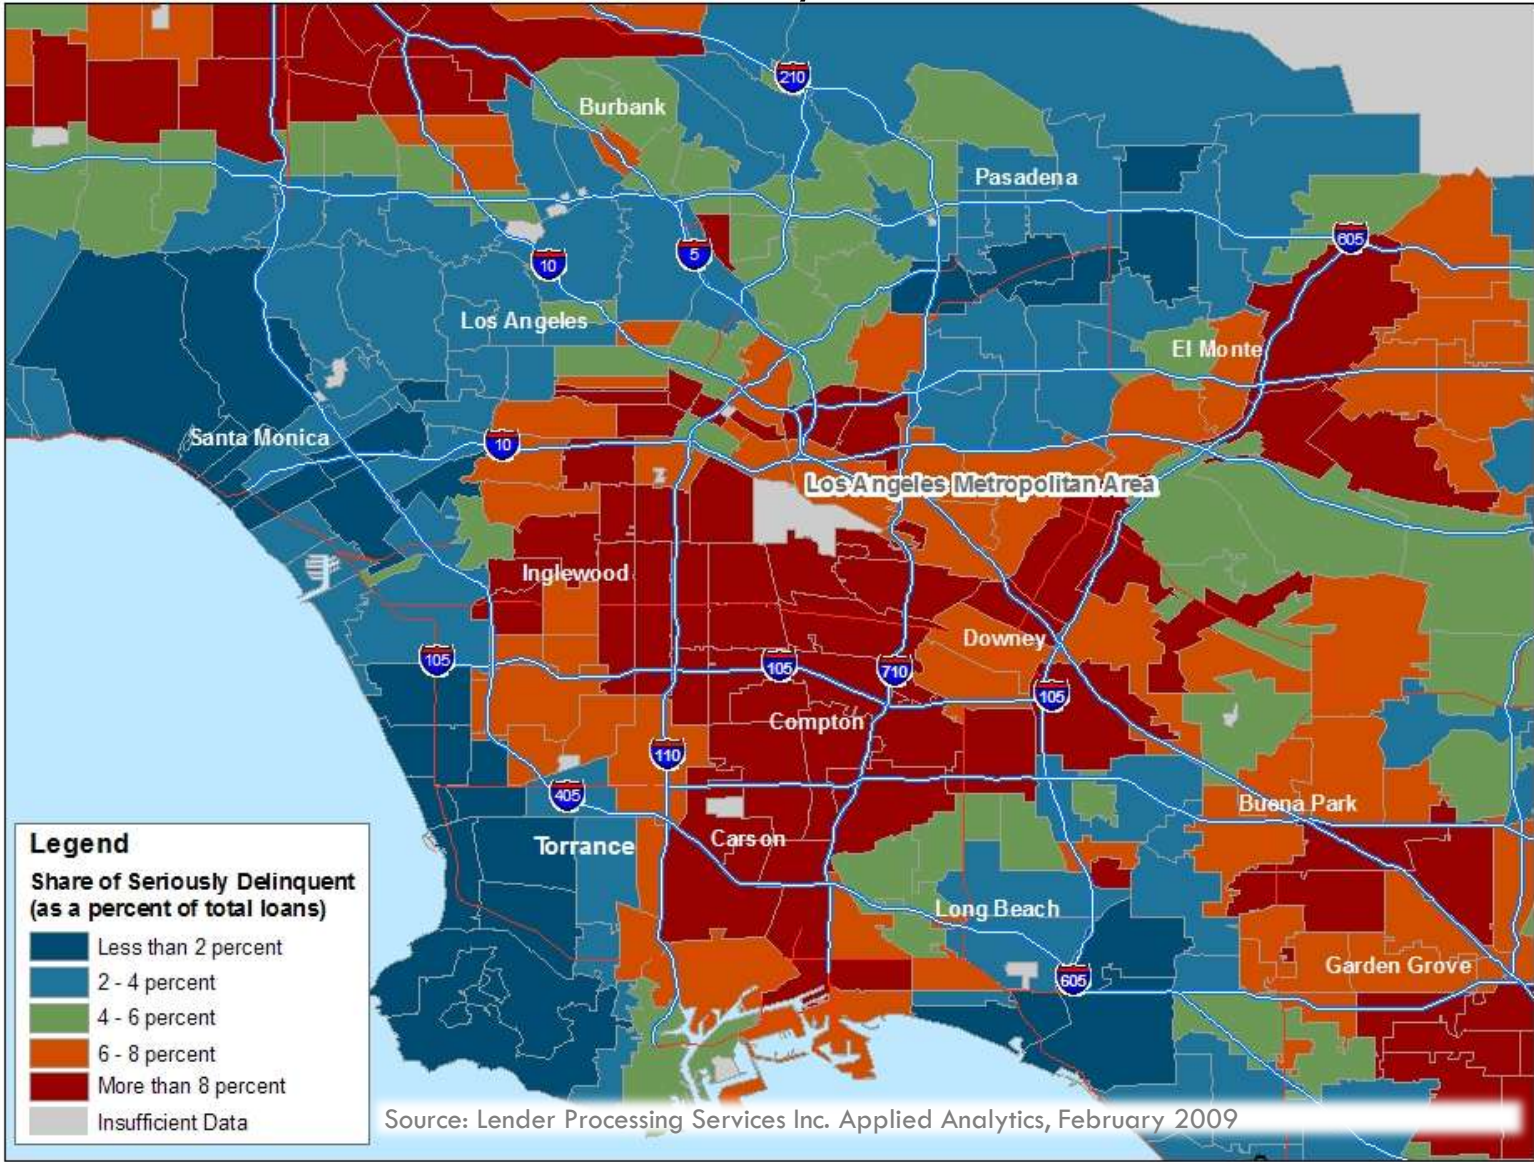 210
Burbank
Pasadena
605
10
5
Los Angeles
El Monte
Santa Monica
10
Los Angeles Metropolitan Area
Inglewood
Downey
105
105
710
105
Compton
110
405
Buena Park
Torrance
Carson
Long Beach
Garden Grove
605
Legend
Share of Seriously Delinquent
(as a percent of total loans)
Less than 2 percent
2 - 4 percent
4 - 6 percent
6 - 8 percent
More than 8 percent
Insufficient Data
Source: Lender Processing Services Inc. Applied Analytics, February 2009